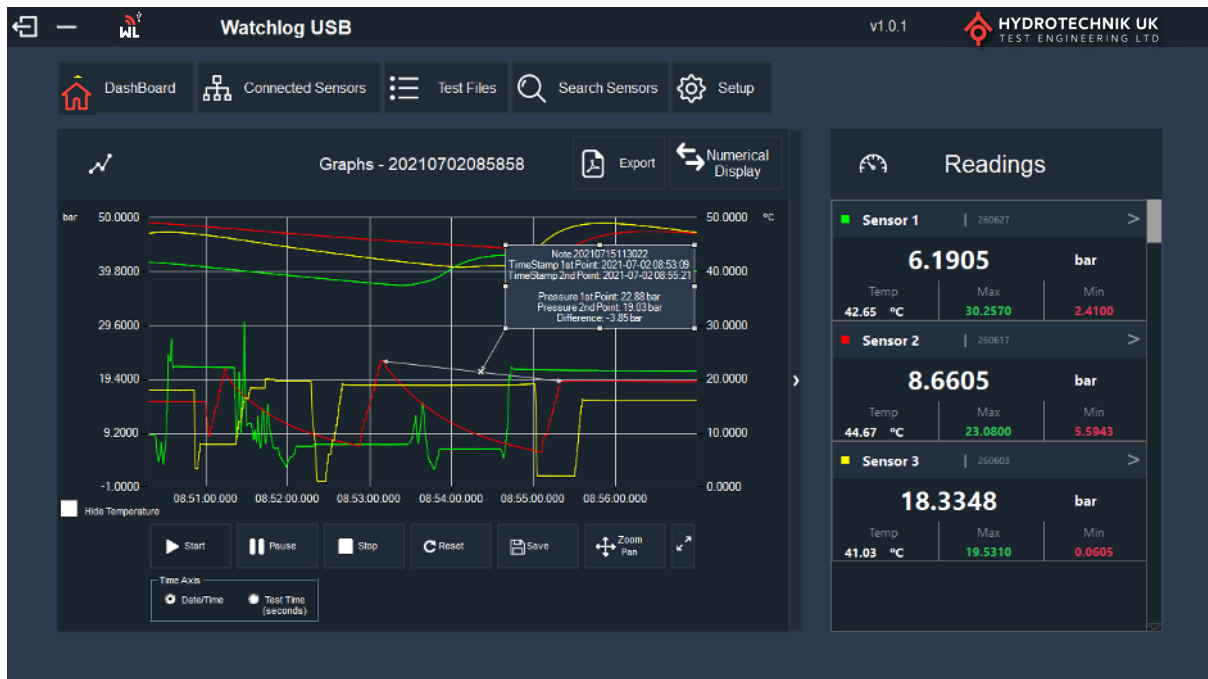 WL
Watchlog USB
v1.0.1
HYDROTECHNIK UK
TEST ENGINEERING LTD
DashBoard
Connected Sensors
Test Files
Search Sensors
Setup
Graphs - 20210702085858
Export
Numerical
Display
bar
50.0000
39.8000
29.6000
19.4000
9.2000
-1.0000
50.0000
ºC
40.0000
30.0000
20.0000
10.0000
0.0000
Note 20210715113022
TimeStamp 1st Point: 2021-07-02 08:53:09
TimeStamp 2nd Point: 2021-07-02 08:55:21
Pressure 1st Point: 22.88 bar
Pressure 2nd Point: 19.03 bar
Difference: -3.85 bar
08:51:00.000 08:52:00.000 08:53:00.000 08:54:00.000 08:55:00.000 08:56:00.000
Hide Temperature
Start
Pause
Stop
Reset
Save
Zoom
Pan
Time Axis
Date/Time
Test Time
(seconds)
Readings
Sensor 1 | 260627 >
6.1905 bar
Temp Max Min
42.65 ºC 30.2570 2.4100
Sensor 2 | 260617 >
8.6605 bar
Temp Max Min
44.67 ºC 23.0800 5.5943
Sensor 3 | 260603 >
18.3348 bar
Temp Max Min
41.03 ºC 19.5310 0.0605